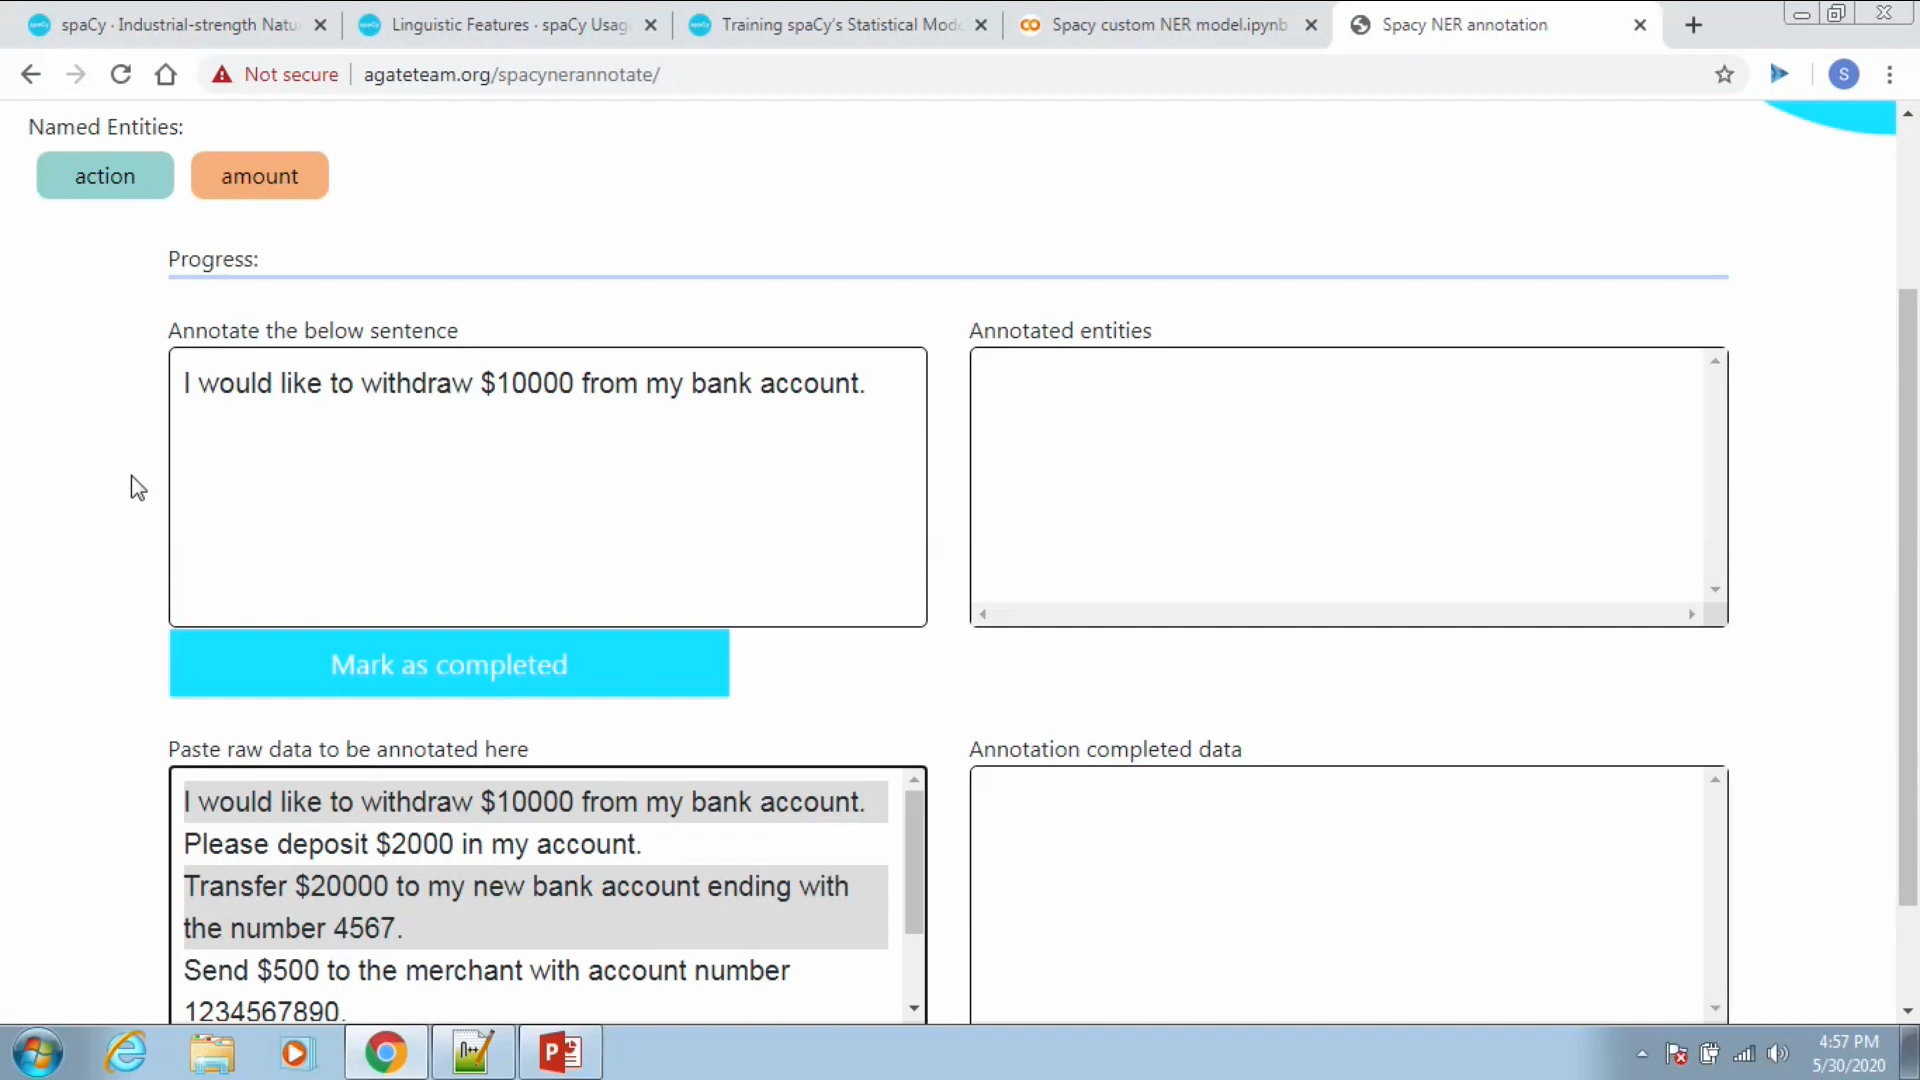 spaCy · Industrial-strength Natu
Linguistic Features · spaCy Usag
Training spaCy's Statistical Mod
Spacy custom NER model.ipynb
Spacy NER annotation
Not secure
agateteam.org/spacynerannotate/
S
Named Entities:
action
amount
Progress:
Annotate the below sentence
Annotated entities
I would like to withdraw $10000 from my bank account.
Mark as completed
Paste raw data to be annotated here
Annotation completed data
I would like to withdraw $10000 from my bank account.
Please deposit $2000 in my account.
Transfer $20000 to my new bank account ending with
the number 4567.
Send $500 to the merchant with account number
1234567890.
4:57 PM
5/30/2020